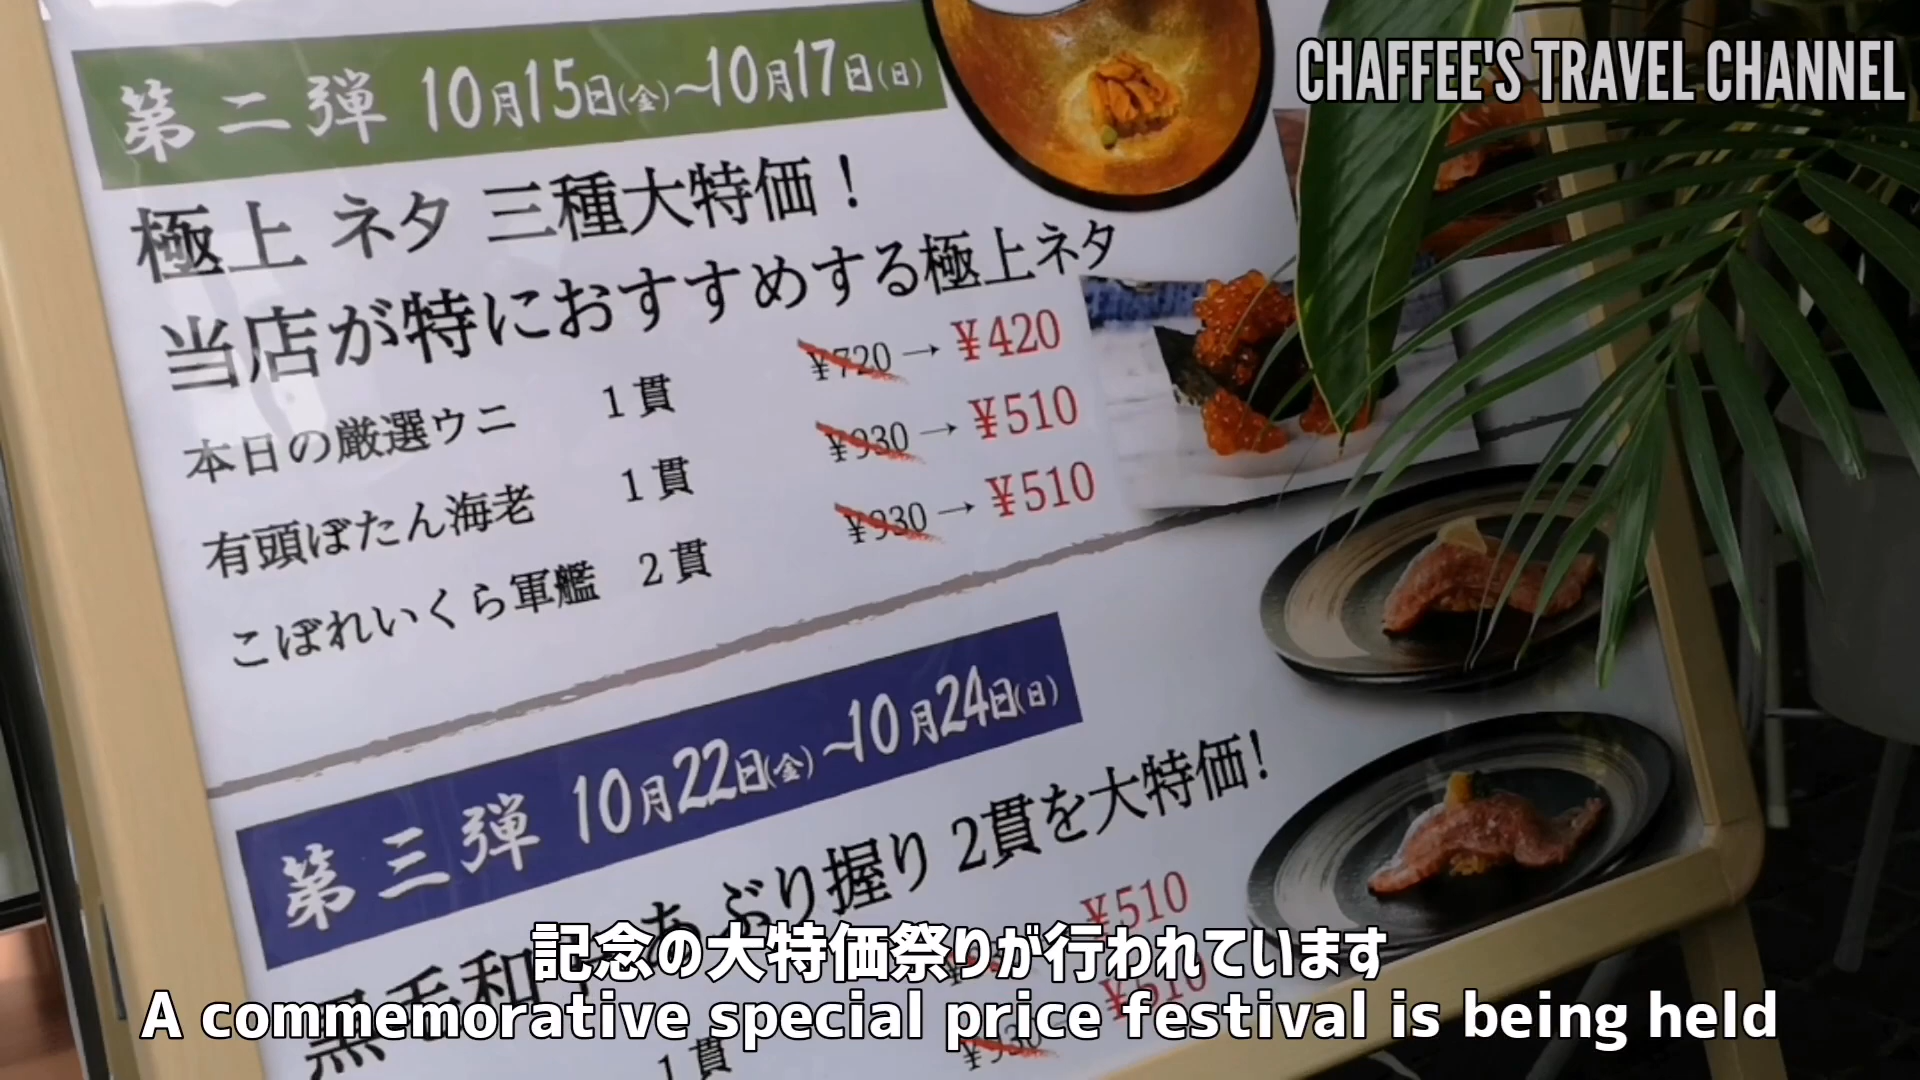 CHAFFEE'S TRAVEL CHANNEL
第二弾 10月15日(金)~10月17日(日)
極上 ネタ 三種大特価!
当店が特におすすめする極上ネタ
本日の厳選ウニ 1貫 ¥720→¥420
有頭ぼたん海老 1貫 ¥930→¥510
こぼれいくら軍艦 2貫 ¥930→¥510
第三弾 10月22日(金)~10月24日(日)
黒毛和牛あぶり握り 2貫を大特価!
¥510
¥510
1貫 ¥930
記念の大特価祭りが行われています
A commemorative special price festival is being held